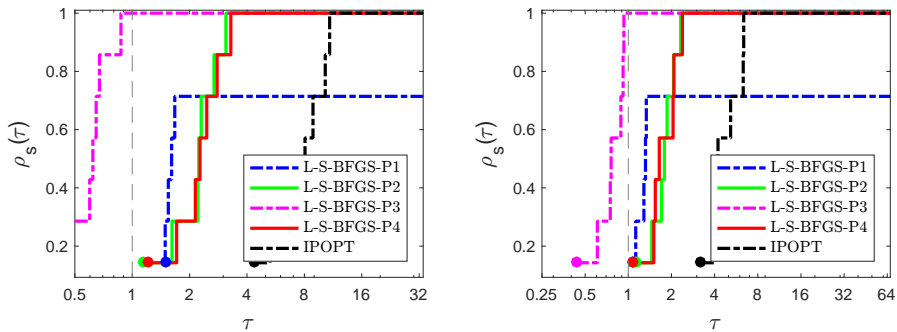 1
0.8
0.6
0.4
0.2
ρs(τ)
L-S-BFGS-P1
L-S-BFGS-P2
L-S-BFGS-P3
L-S-BFGS-P4
IPOPT
0.5 1 2 4 8 16 32
τ
1
0.8
0.6
0.4
0.2
ρs(τ)
L-S-BFGS-P1
L-S-BFGS-P2
L-S-BFGS-P3
L-S-BFGS-P4
IPOPT
0.25 0.5 1 2 4 8 16 32 64
τ